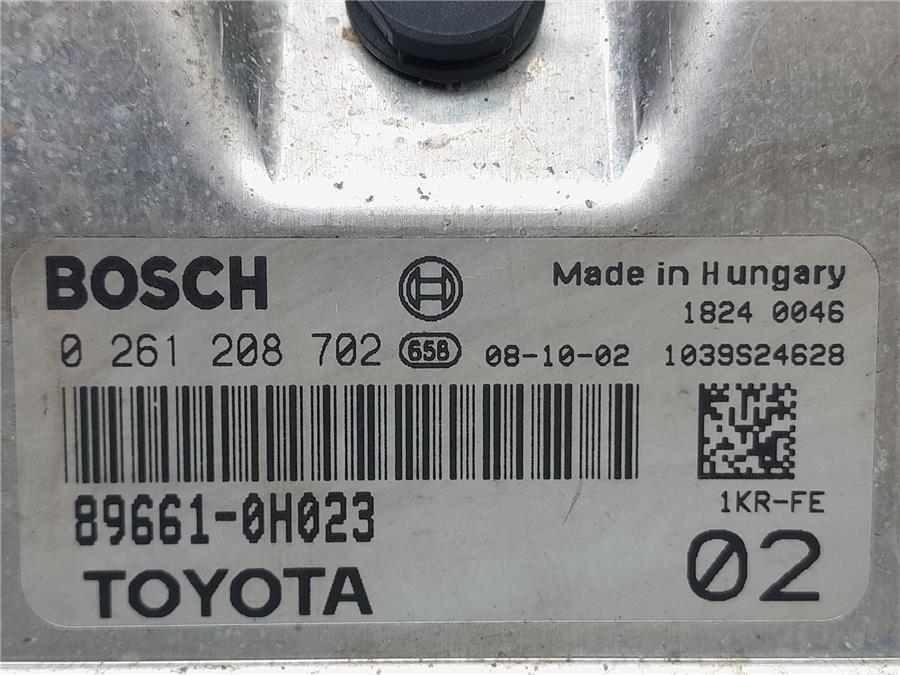 BOSCH
Made in Hungary
1824 0046
0 261 208 702 658 08-10-02 1039S24628
89661-0H023
1KR-FE
TOYOTA
02